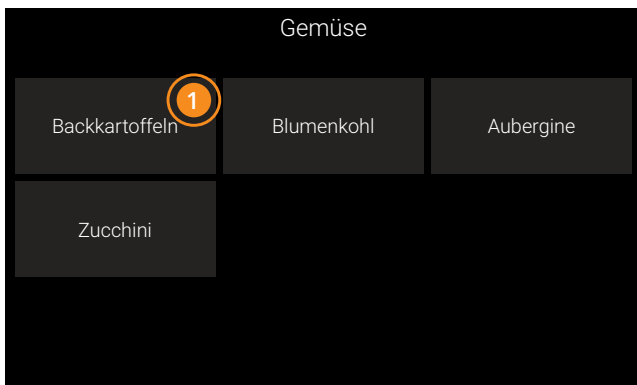 Gemüse
Backkartoffeln
1
Blumenkohl
Aubergine
Zucchini